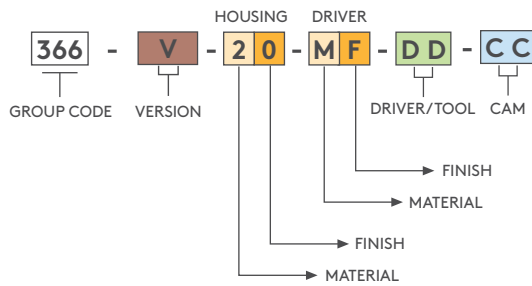 HOUSING DRIVER
366 - V - 2 0 - M F - D D - C C
GROUP CODE VERSION DRIVER/TOOL CAM
FINISH
MATERIAL
FINISH
MATERIAL